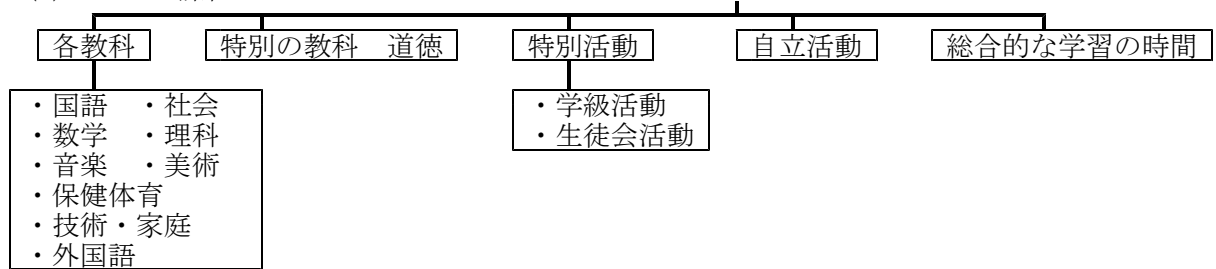 各教科
特別の教科　道徳
特別活動
自立活動
総合的な学習の時間
・国語　・社会
・数学　・理科
・音楽　・美術
・保健体育
・技術・家庭
・外国語
・学級活動
・生徒会活動